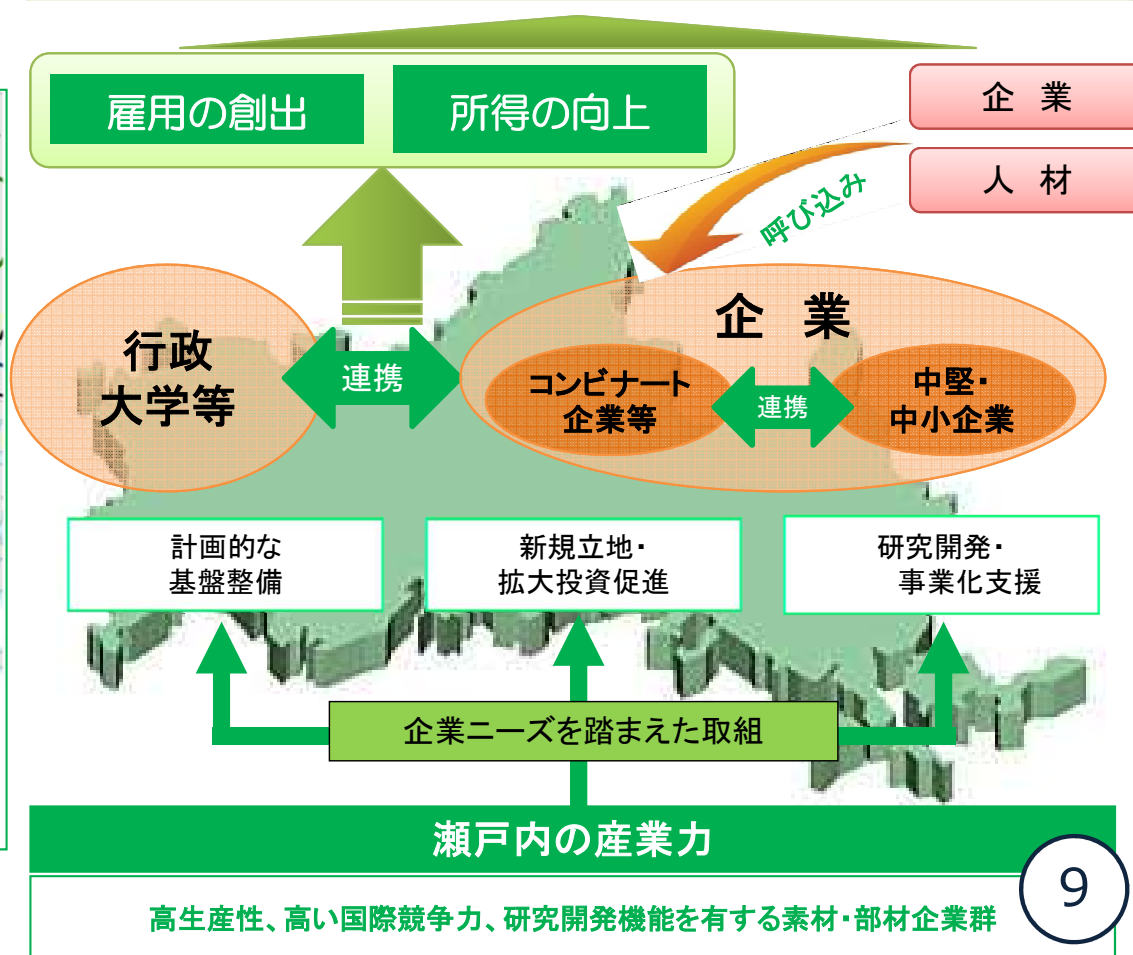 雇用の創出
所得の向上
企　業
人　材
呼び込み
行政
大学等
連携
企　業
コンビナート
企業等
連携
中堅・
中小企業
計画的な
基盤整備
新規立地・
拡大投資促進
研究開発・
事業化支援
企業ニーズを踏まえた取組
瀬戸内の産業力
高生産性、高い国際競争力、研究開発機能を有する素材・部材企業群
9